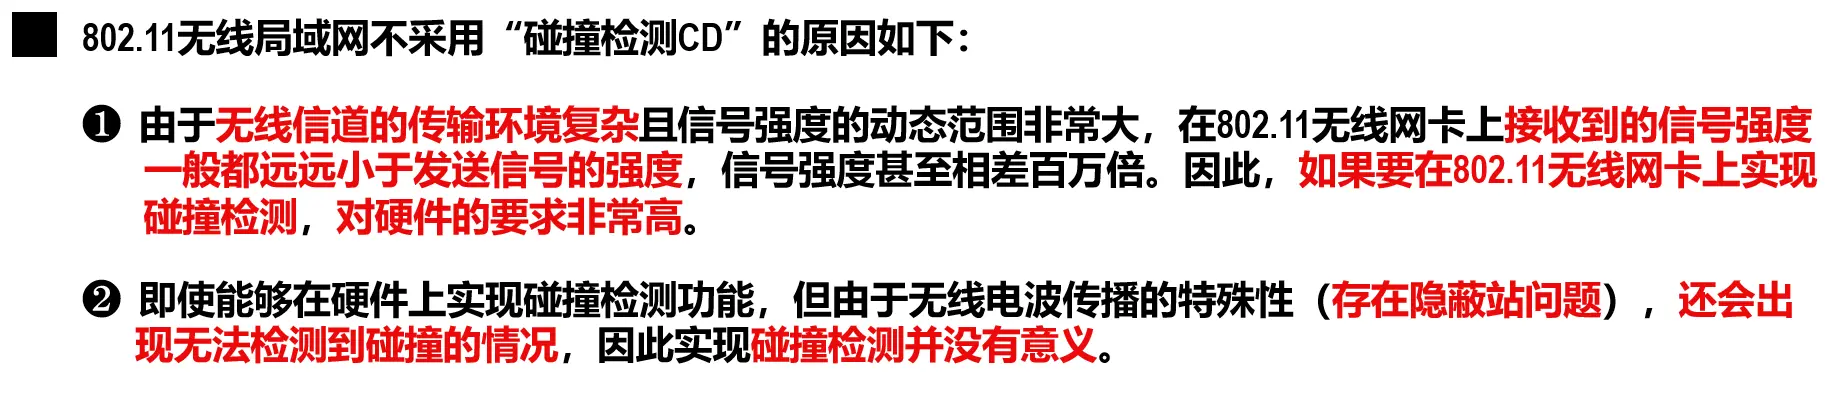 802.11无线局域网不采用“碰撞检测CD”的原因如下：
❶ 由于无线信道的传输环境复杂且信号强度的动态范围非常大，在802.11无线网卡上接收到的信号强度
一般都远远小于发送信号的强度，信号强度甚至相差百万倍。因此，如果要在802.11无线网卡上实现
碰撞检测，对硬件的要求非常高。
❷ 即使能够在硬件上实现碰撞检测功能，但由于无线电波传播的特殊性（存在隐蔽站问题），还会出
现无法检测到碰撞的情况，因此实现碰撞检测并没有意义。